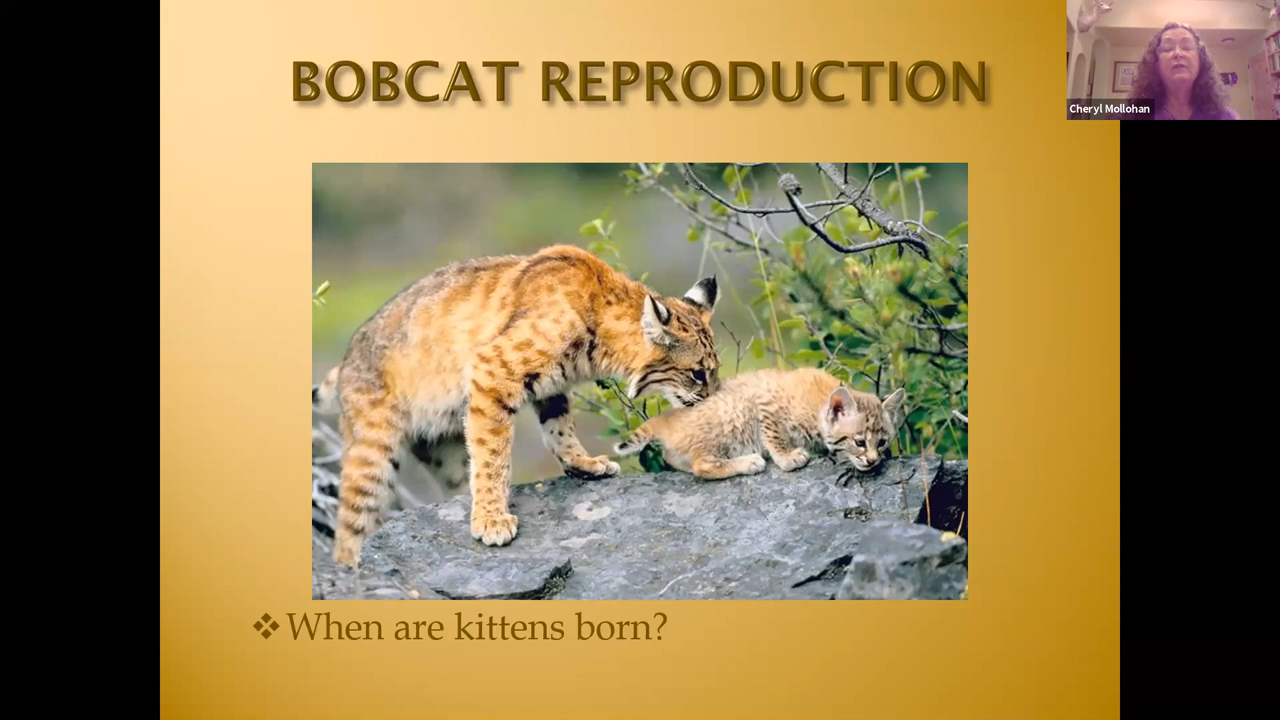 BOBCAT REPRODUCTION
Cheryl Mollohan
❖ When are kittens born?